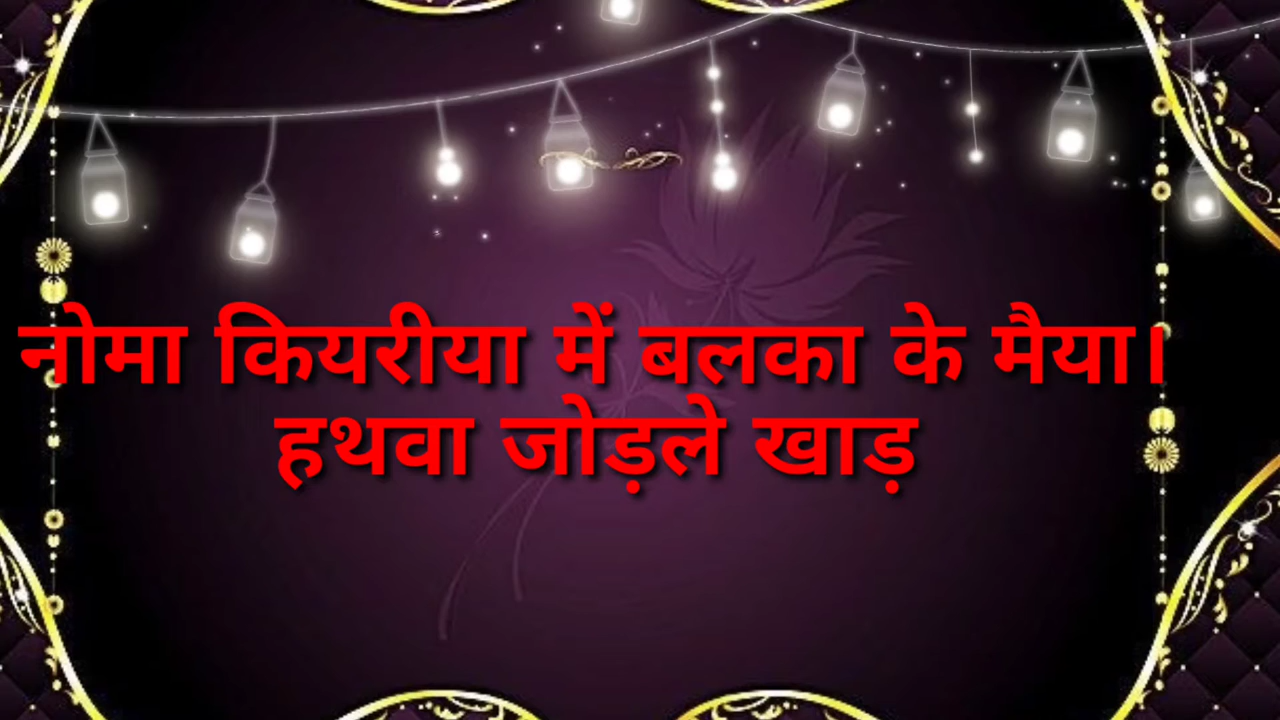 नोमा कियरीया में बलका के मैया।
हथवा जोड़ले खाड़